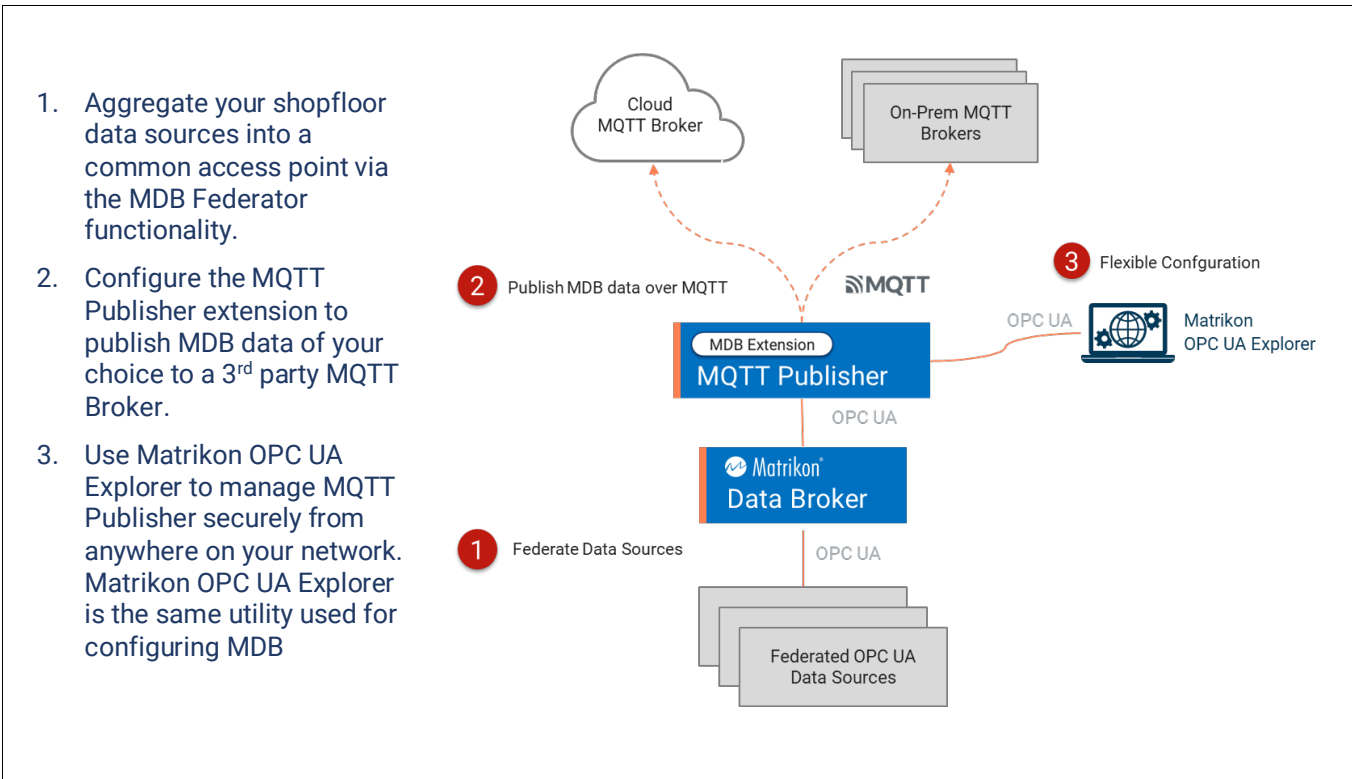 1. Aggregate your shopfloor
data sources into a
common access point via
the MDB Federator
functionality.
2. Configure the MQTT
Publisher extension to
publish MDB data of your
choice to a 3rd party MQTT
Broker.
3. Use Matrikon OPC UA
Explorer to manage MQTT
Publisher securely from
anywhere on your network.
Matrikon OPC UA Explorer
is the same utility used for
configuring MDB
Cloud
MQTT Broker
On-Prem MQTT
Brokers
2 Publish MDB data over MQTT
MQTT
3 Flexible Confguration
OPC UA
Matrikon
OPC UA Explorer
MDB Extension
MQTT Publisher
OPC UA
Matrikon®
Data Broker
1 Federate Data Sources
OPC UA
Federated OPC UA
Data Sources